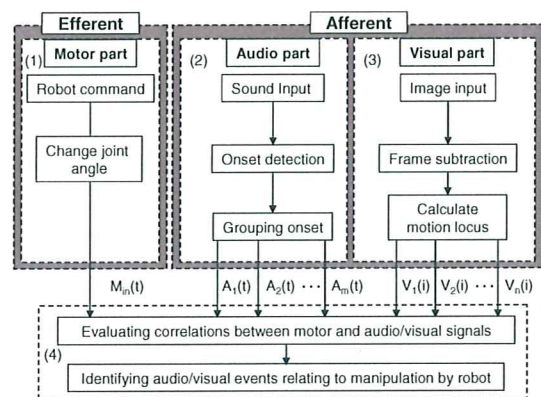 Efferent
Afferent
(1)
Motor part
Robot command
Change joint
angle
(2)
Audio part
Sound Input
Onset detection
Grouping onset
(3)
Visual part
Image input
Frame subtraction
Calculate
motion locus
Min(t)
A1(t) A2(t) ··· Am(t)
V1(i) V2(i) ··· Vn(i)
Evaluating correlations between motor and audio/visual signals
(4)
Identifying audio/visual events relating to manipulation by robot